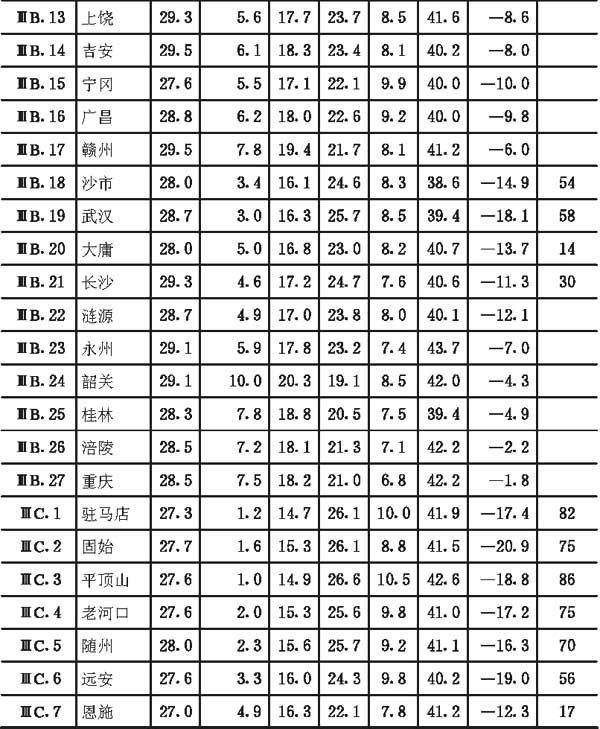 ⅢB.13 上饶 29.3 5.6 17.7 23.7 8.5 41.6 —8.6
ⅢB.14 吉安 29.5 6.1 18.3 23.4 8.1 40.2 —8.0
ⅢB.15 宁冈 27.6 5.5 17.1 22.1 9.9 40.0 —10.0
ⅢB.16 广昌 28.8 6.2 18.0 22.6 9.2 40.0 —9.8
ⅢB.17 赣州 29.5 7.8 19.4 21.7 8.1 41.2 —6.0
ⅢB.18 沙市 28.0 3.4 16.1 24.6 8.3 38.6 —14.9 54
ⅢB.19 武汉 28.7 3.0 16.3 25.7 8.5 39.4 —18.1 58
ⅢB.20 大庸 28.0 5.0 16.8 23.0 8.2 40.7 —13.7 14
ⅢB.21 长沙 29.3 4.6 17.2 24.7 7.6 40.6 —11.3 30
ⅢB.22 涟源 28.7 4.9 17.0 23.8 8.0 40.1 —12.1
ⅢB.23 永州 29.1 5.9 17.8 23.2 7.4 43.7 —7.0
ⅢB.24 韶关 29.1 10.0 20.3 19.1 8.5 42.0 —4.3
ⅢB.25 桂林 28.3 7.8 18.8 20.5 7.5 39.4 —4.9
ⅢB.26 涪陵 28.5 7.2 18.1 21.3 7.1 42.2 —2.2
ⅢB.27 重庆 28.5 7.5 18.2 21.0 6.8 42.2 —1.8
ⅢC.1 驻马店 27.3 1.2 14.7 26.1 10.0 41.9 —17.4 82
ⅢC.2 固始 27.7 1.6 15.3 26.1 8.8 41.5 —20.9 75
ⅢC.3 平顶山 27.6 1.0 14.9 26.6 10.5 42.6 —18.8 86
ⅢC.4 老河口 27.6 2.0 15.3 25.6 9.8 41.0 —17.2 75
ⅢC.5 随州 28.0 2.3 15.6 25.7 9.2 41.1 —16.3 70
ⅢC.6 远安 27.6 3.3 16.0 24.3 9.8 40.2 —19.0 56
ⅢC.7 恩施 27.0 4.9 16.3 22.1 7.8 41.2 —12.3 17